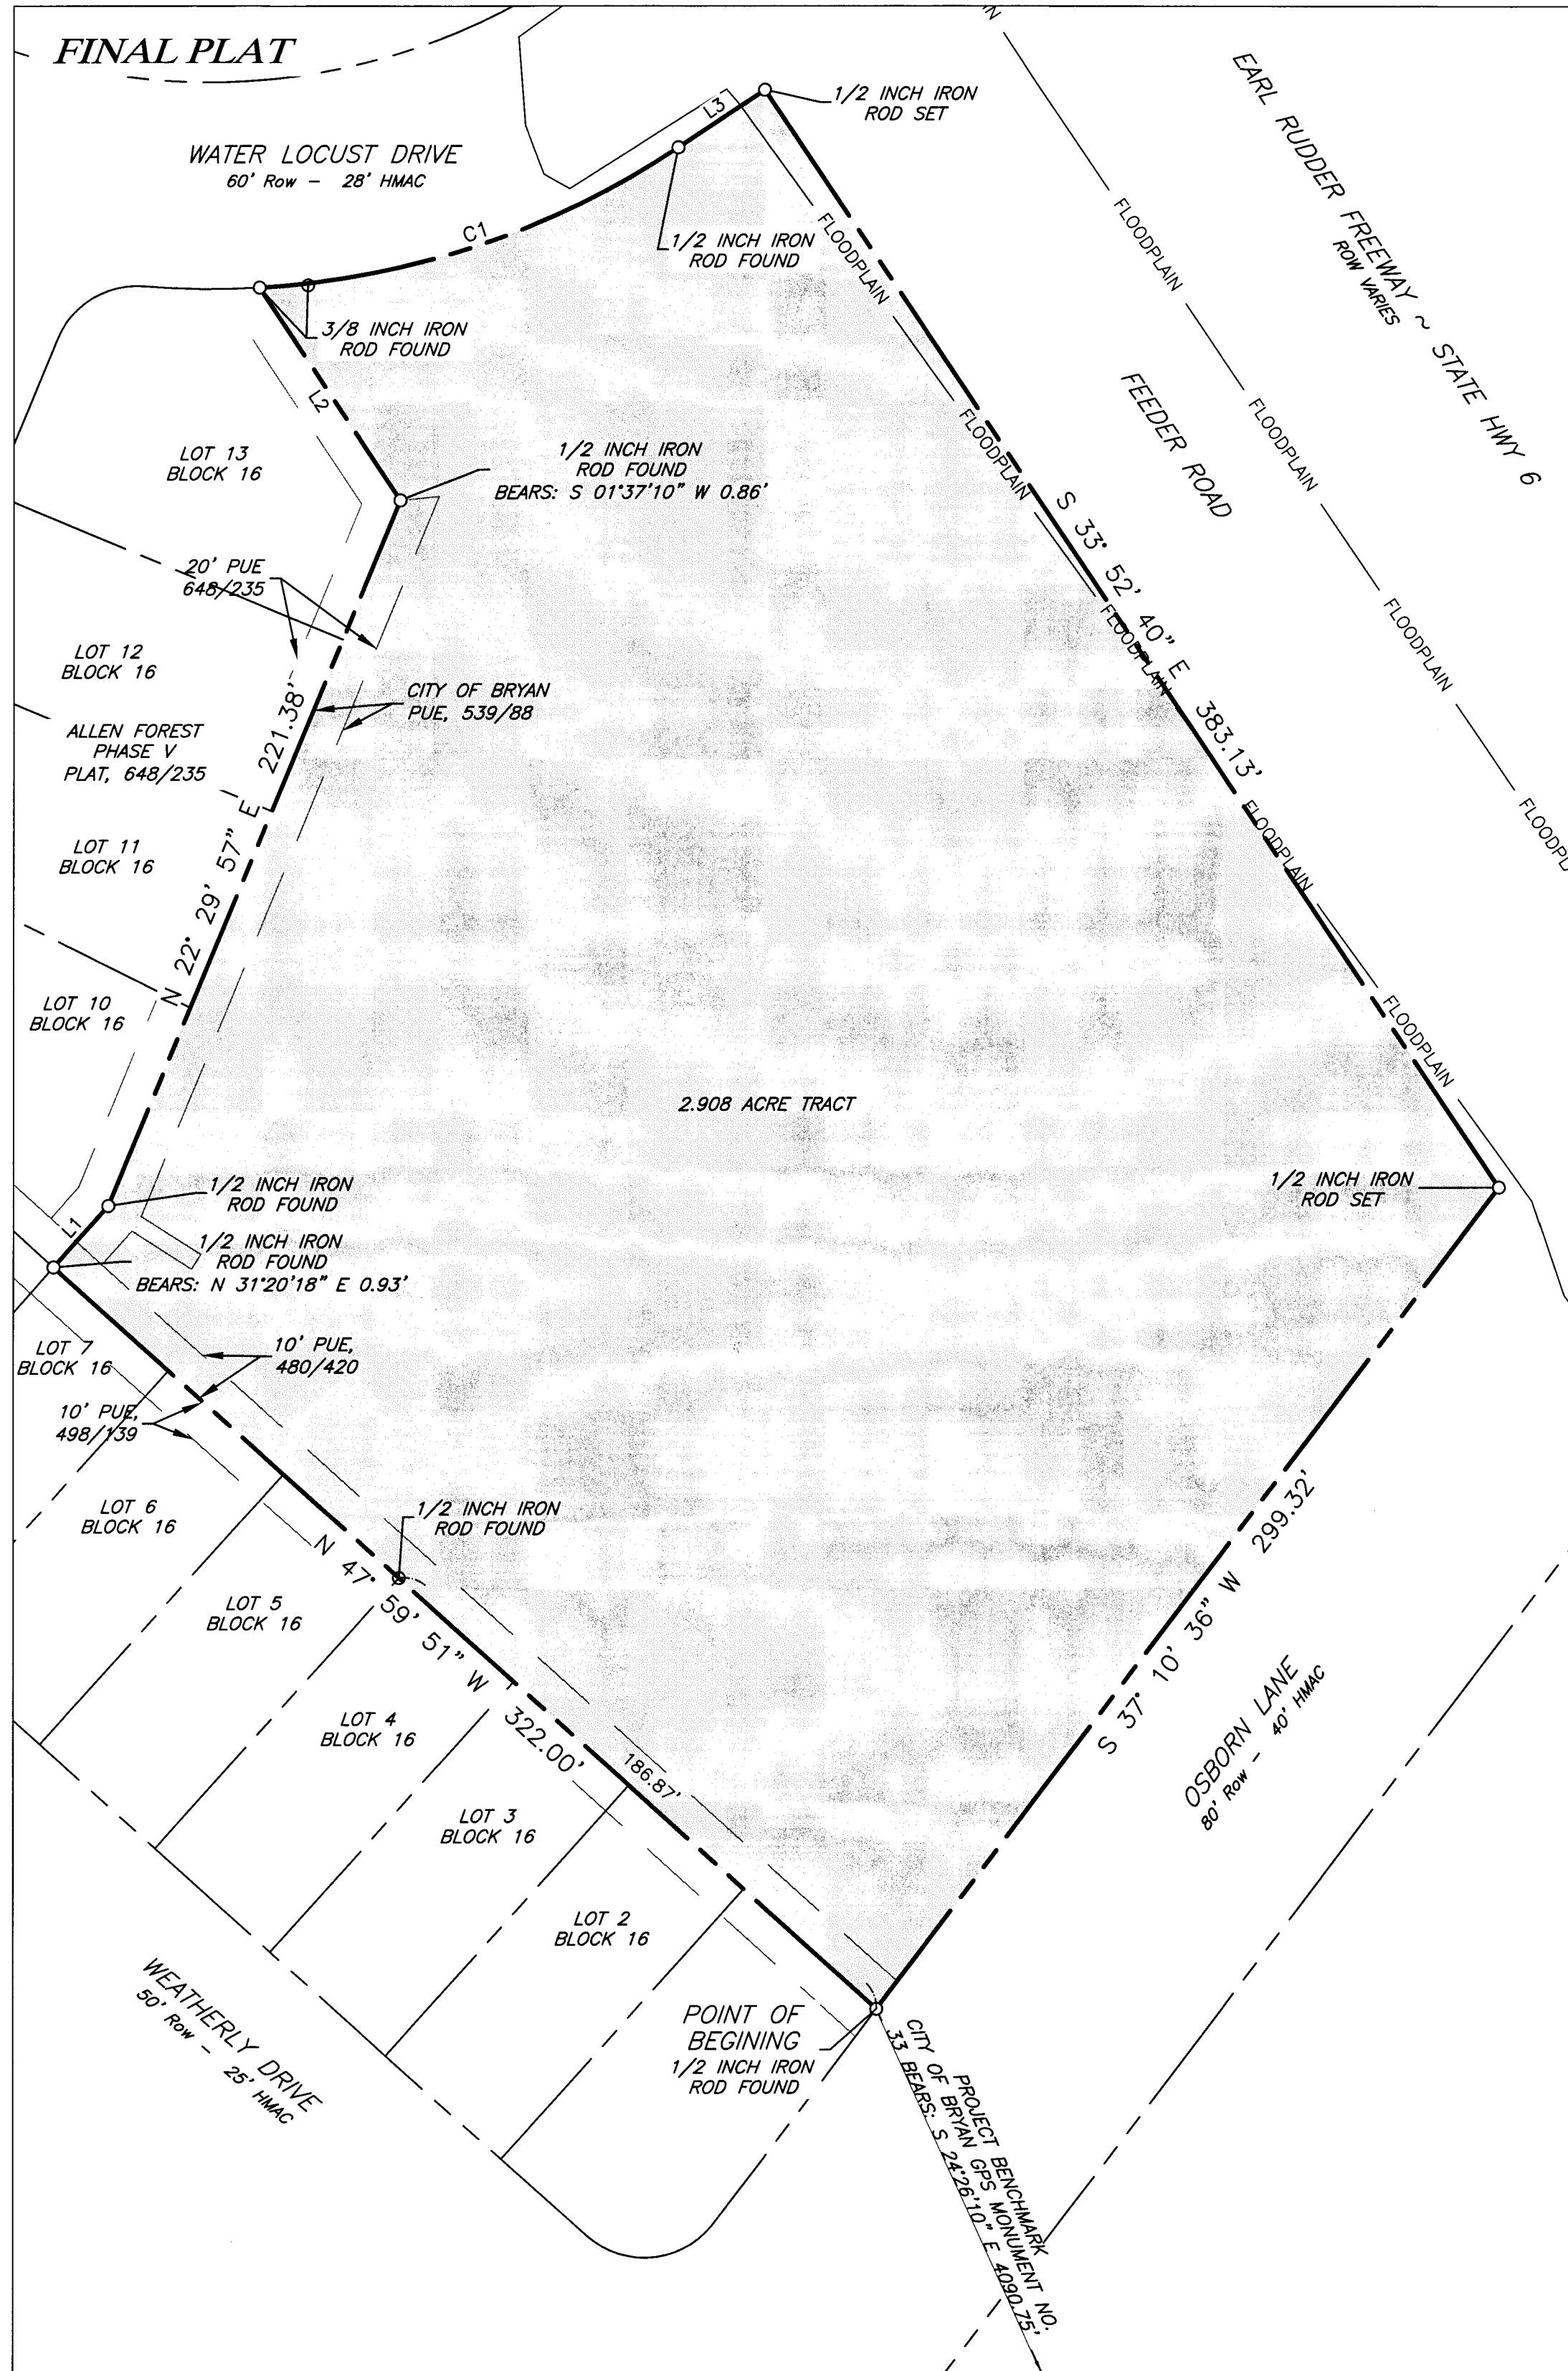 FINAL PLAT
WATER LOCUST DRIVE
60' Row - 28' HMAC
L3
1/2 INCH IRON
ROD SET
C1
1/2 INCH IRON
ROD FOUND
3/8 INCH IRON
ROD FOUND
L2
EARL RUDDER FREEWAY ~ STATE HWY 6
ROW VARIES
FEEDER ROAD
FLOODPLAIN
FLOODPLAIN
FLOODPLAIN
FLOODPLAIN
FLOODPLAIN
FLOODPL
FLOODPLAIN
FLOODPLAIN
FLOODPLAIN
FLOODPLAIN
FLOODPLAIN
N
LOT 13
BLOCK 16
1/2 INCH IRON
ROD FOUND
BEARS: S 01°37'10" W 0.86'
S 33° 52' 40" E 383.13'
20' PUE
648/235
LOT 12
BLOCK 16
CITY OF BRYAN
PUE, 539/88
ALLEN FOREST
PHASE V
PLAT, 648/235
N 22° 29' 57" E 221.38'
LOT 11
BLOCK 16
LOT 10
BLOCK 16
2.908 ACRE TRACT
1/2 INCH IRON
ROD FOUND
1/2 INCH IRON
ROD SET
L1
1/2 INCH IRON
ROD FOUND
BEARS: N 31°20'18" E 0.93'
LOT 7
BLOCK 16
10' PUE,
480/420
10' PUE,
498/139
LOT 6
BLOCK 16
1/2 INCH IRON
ROD FOUND
N 47° 59' 51" W 322.00'
186.87'
LOT 5
BLOCK 16
LOT 4
BLOCK 16
LOT 3
BLOCK 16
LOT 2
BLOCK 16
S 37° 10' 36" W 299.32'
OSBORN LANE
80' Row - 40' HMAC
WEATHERLY DRIVE
50' Row - 25' HMAC
POINT OF
BEGINING
1/2 INCH IRON
ROD FOUND
PROJECT BENCHMARK
CITY OF BRYAN GPS MONUMENT NO.
33 BEARS: S 24°26'10" E 4090.75'